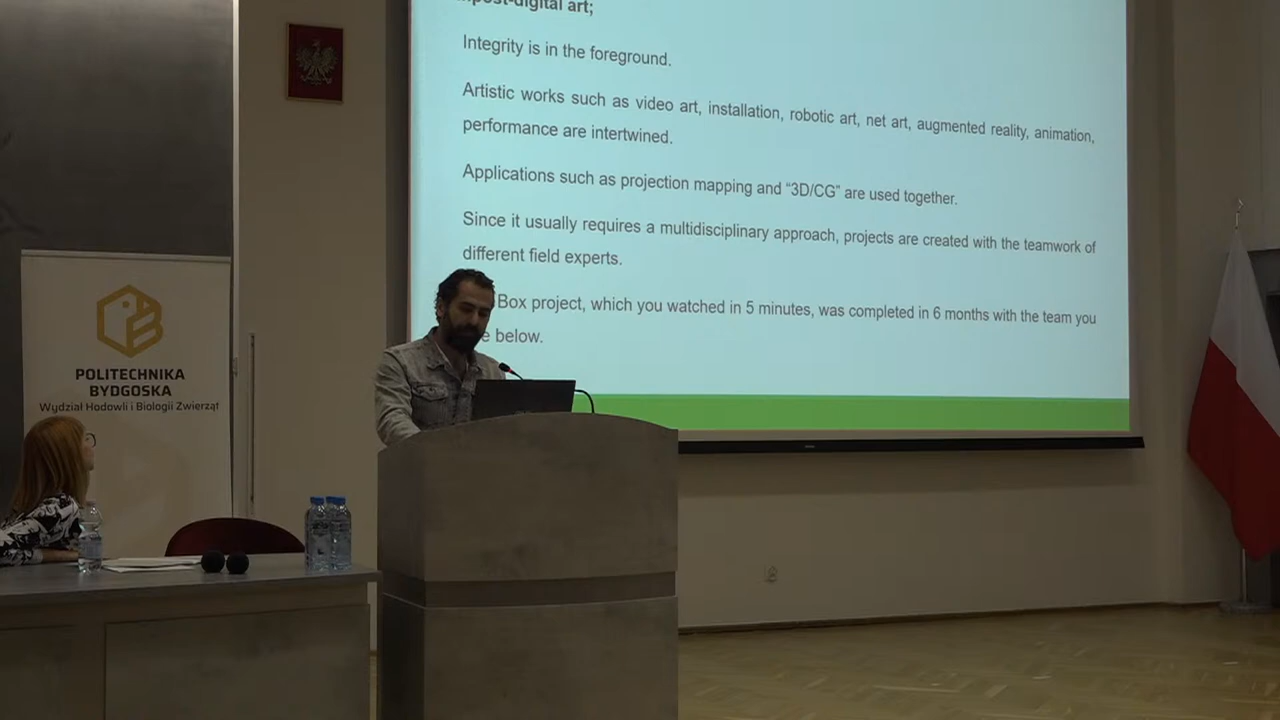 post-digital art;
Integrity is in the foreground.
Artistic works such as video art, installation, robotic art, net art, augmented reality, animation,
performance are intertwined.
Applications such as projection mapping and “3D/CG” are used together.
Since it usually requires a multidisciplinary approach, projects are created with the teamwork of
different field experts.
Box project, which you watched in 5 minutes, was completed in 6 months with the team you
below.
POLITECHNIKA
BYDGOSKA
Wydział Hodowli i Biologii Zwierząt